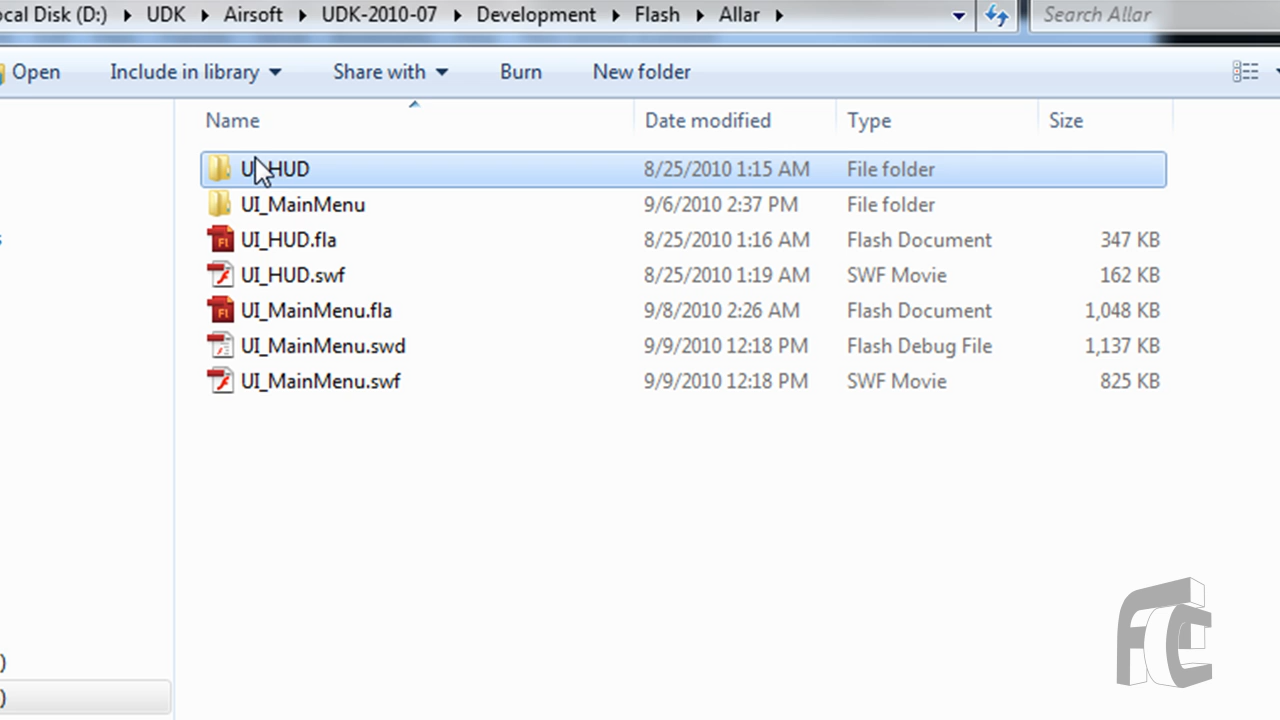 ocal Disk (D:) UDK Airsoft UDK-2010-07 Development Flash Allar Search Allar
Open Include in library Share with Burn New folder
Name Date modified Type Size
UI_HUD 8/25/2010 1:15 AM File folder
UI_MainMenu 9/6/2010 2:37 PM File folder
UI_HUD.fla 8/25/2010 1:16 AM Flash Document 347 KB
UI_HUD.swf 8/25/2010 1:19 AM SWF Movie 162 KB
UI_MainMenu.fla 9/8/2010 2:26 AM Flash Document 1,048 KB
UI_MainMenu.swd 9/9/2010 12:18 PM Flash Debug File 1,137 KB
UI_MainMenu.swf 9/9/2010 12:18 PM SWF Movie 825 KB